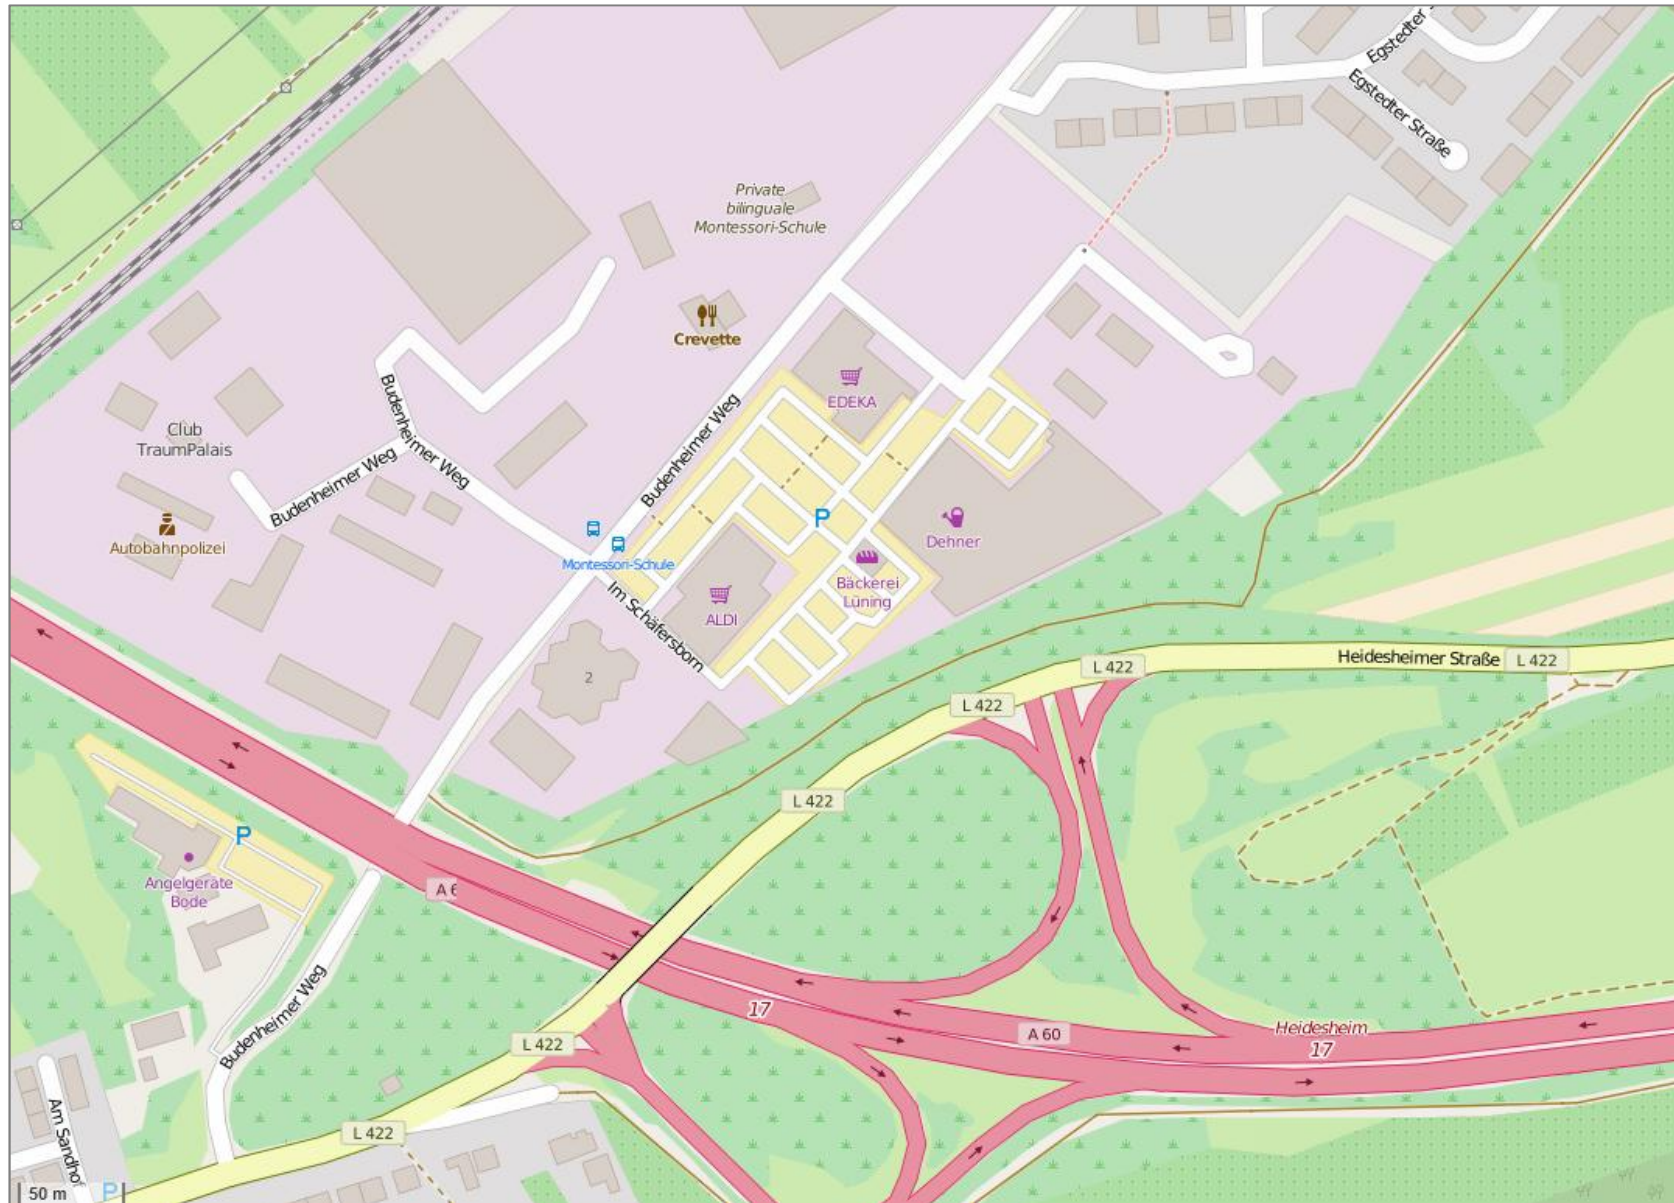 Egstedter
Egstedter Straße
Private
bilinguale
Montessori-Schule
Crevette
EDEKA
Budenheimer Weg
Budenheimer Weg
Budenheimer Weg
Club
TraumPalais
Autobahnpolizei
P
Dehner
Montessori-Schule
Bäckerei
Lüning
ALDI
Im Schäfersborn
2
Heidesheimer Straße
L 422
L 422
L 422
L 422
P
Angelgeräte
Bode
A 6
Budenheimer Weg
17
Heidesheim
17
A 60
L 422
Am Sandhof
L 422
P
50 m